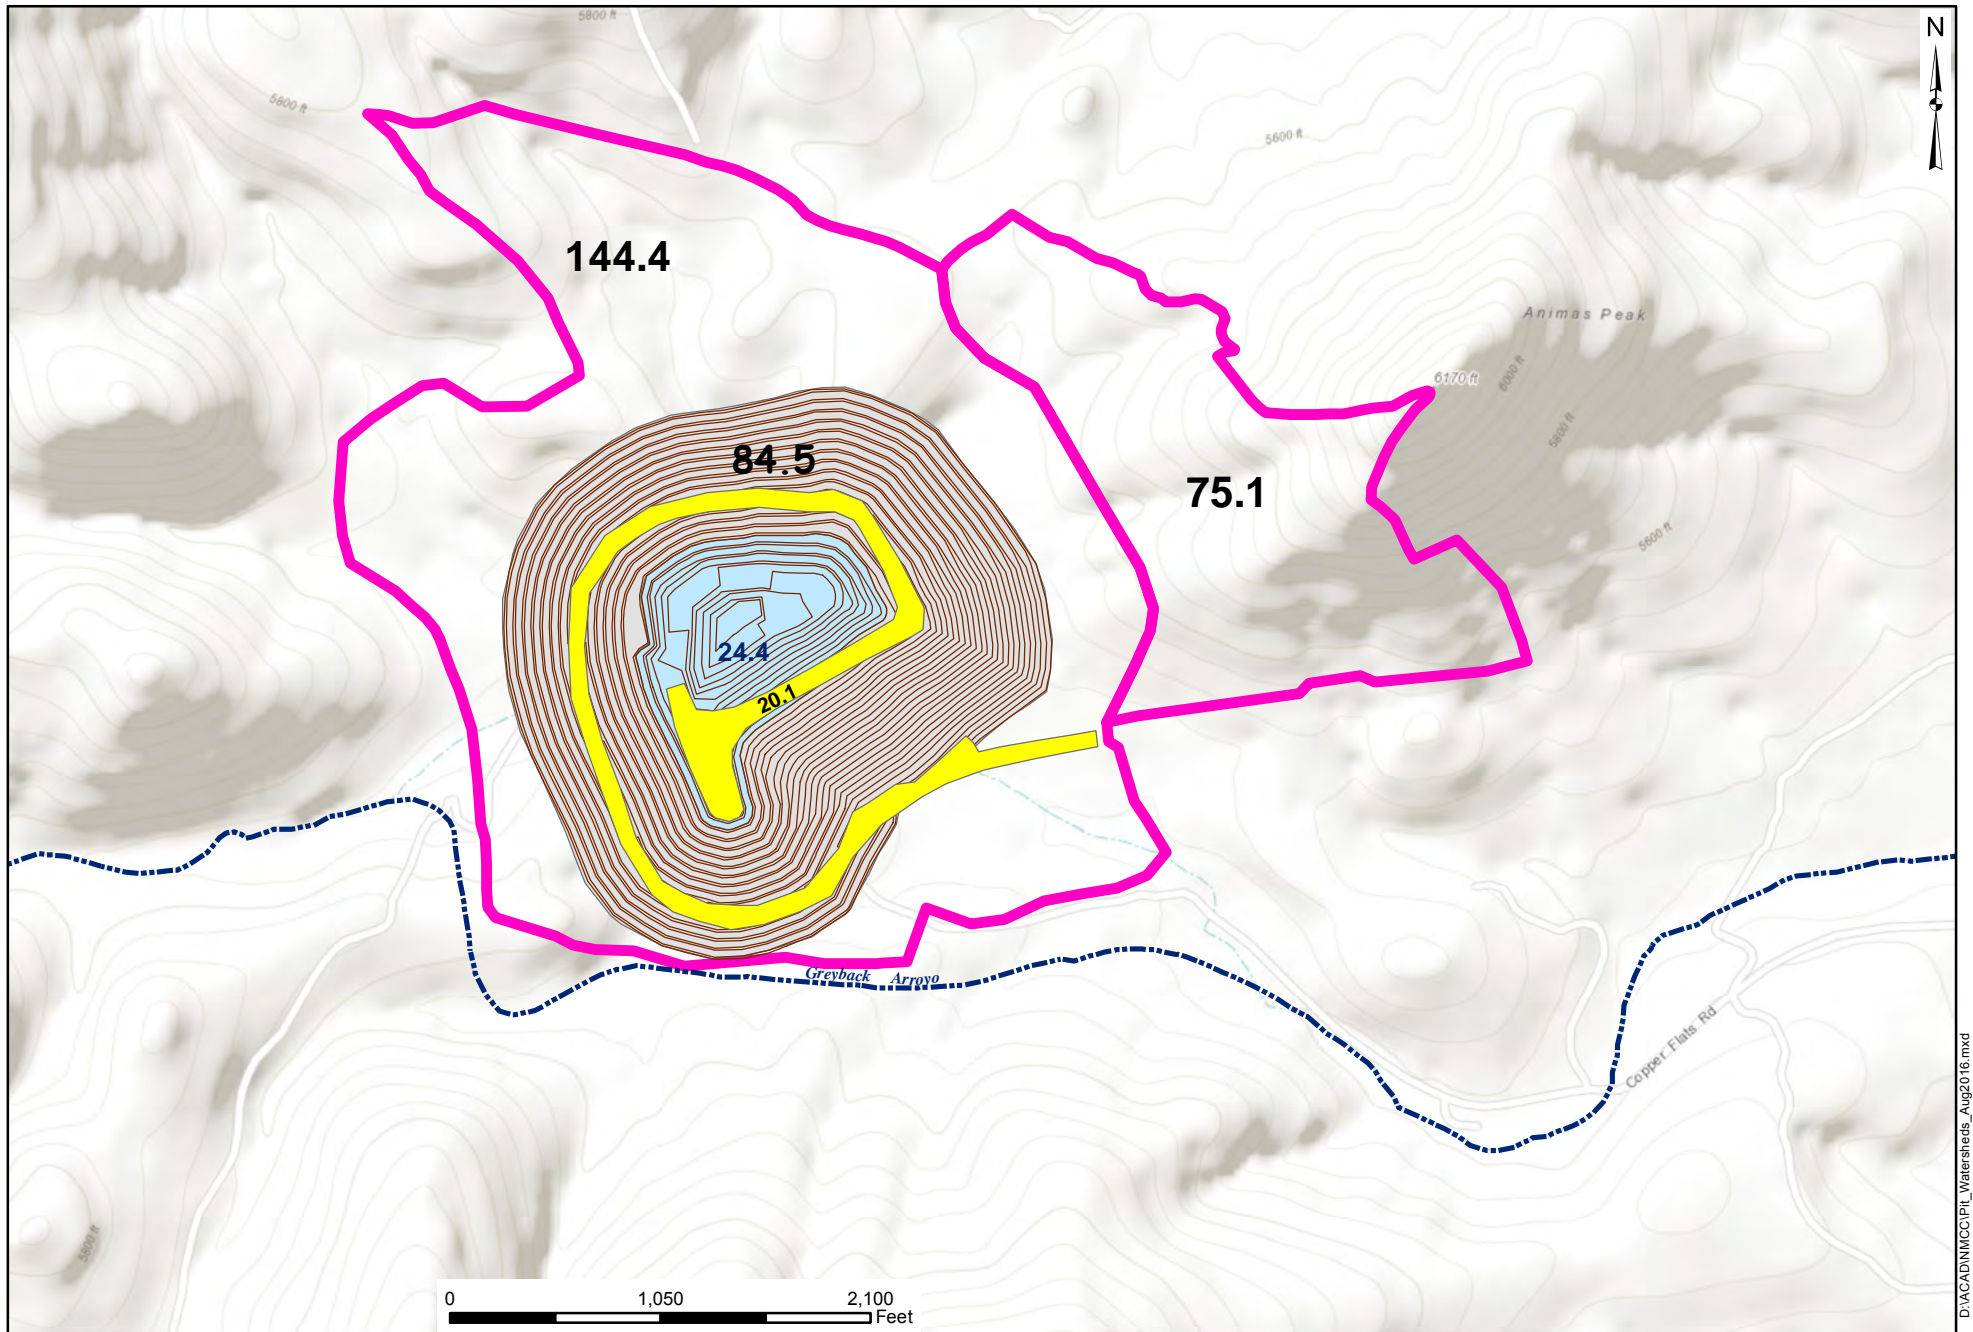 5800 ft
N
5800 ft
5600 ft
144.4
Animas Peak
6170 ft
6000 ft
5800 ft
84.5
75.1
5600 ft
24.4
20.1
Greyback Arroyo
Copper Flats Rd
5800 ft
0 1,050 2,100
Feet
D:\ACAD\NMCC\Pit_Watersheds_Aug2016.mxd